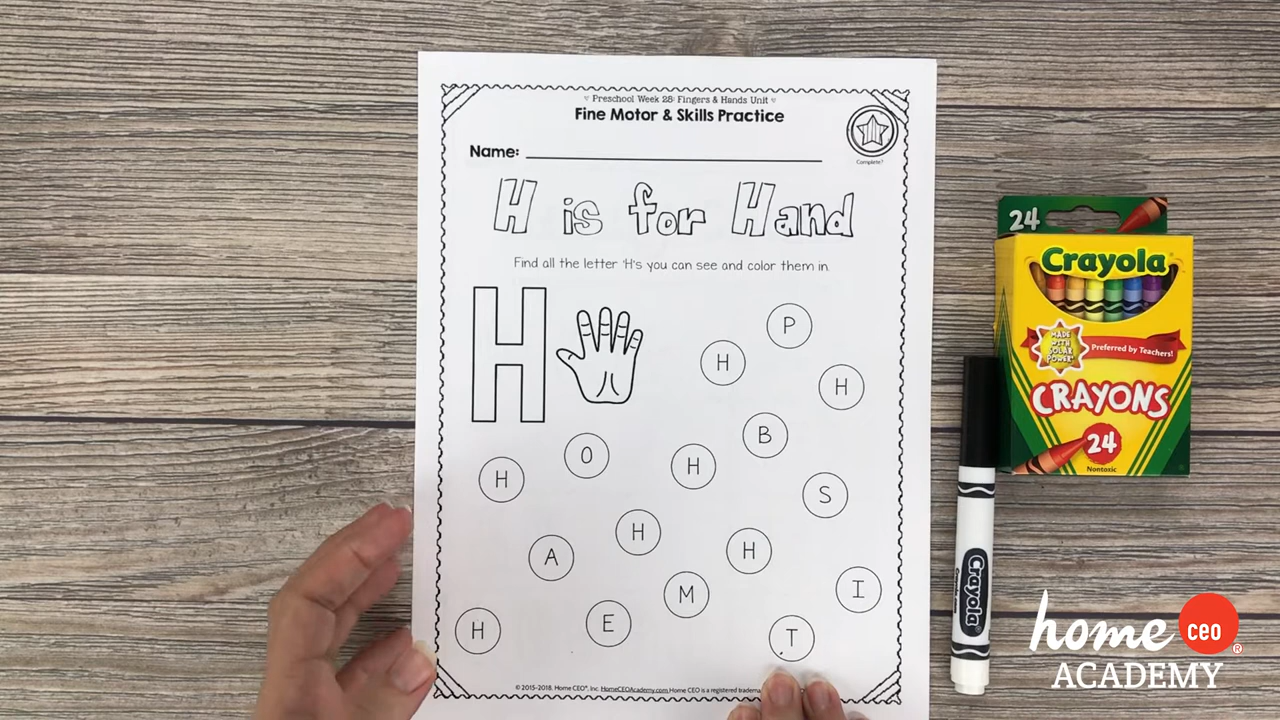 ♥ Preschool Week 28: Fingers & Hands Unit ♥
Fine Motor & Skills Practice
Name:
Complete?
H is for Hand
Find all the letter 'H's you can see and color them in.
H
P
H
H
B
O
H
H
S
H
H
A
M
I
H
E
T
© 2015-2018. Home CEO®, Inc. HomeCEOAcademy.com Home CEO is a registered
24
Crayola
MADE WITH SOLAR POWER
Preferred by Teachers!
CRAYONS
24
Nontoxic
Crayola
home ceo®
ACADEMY